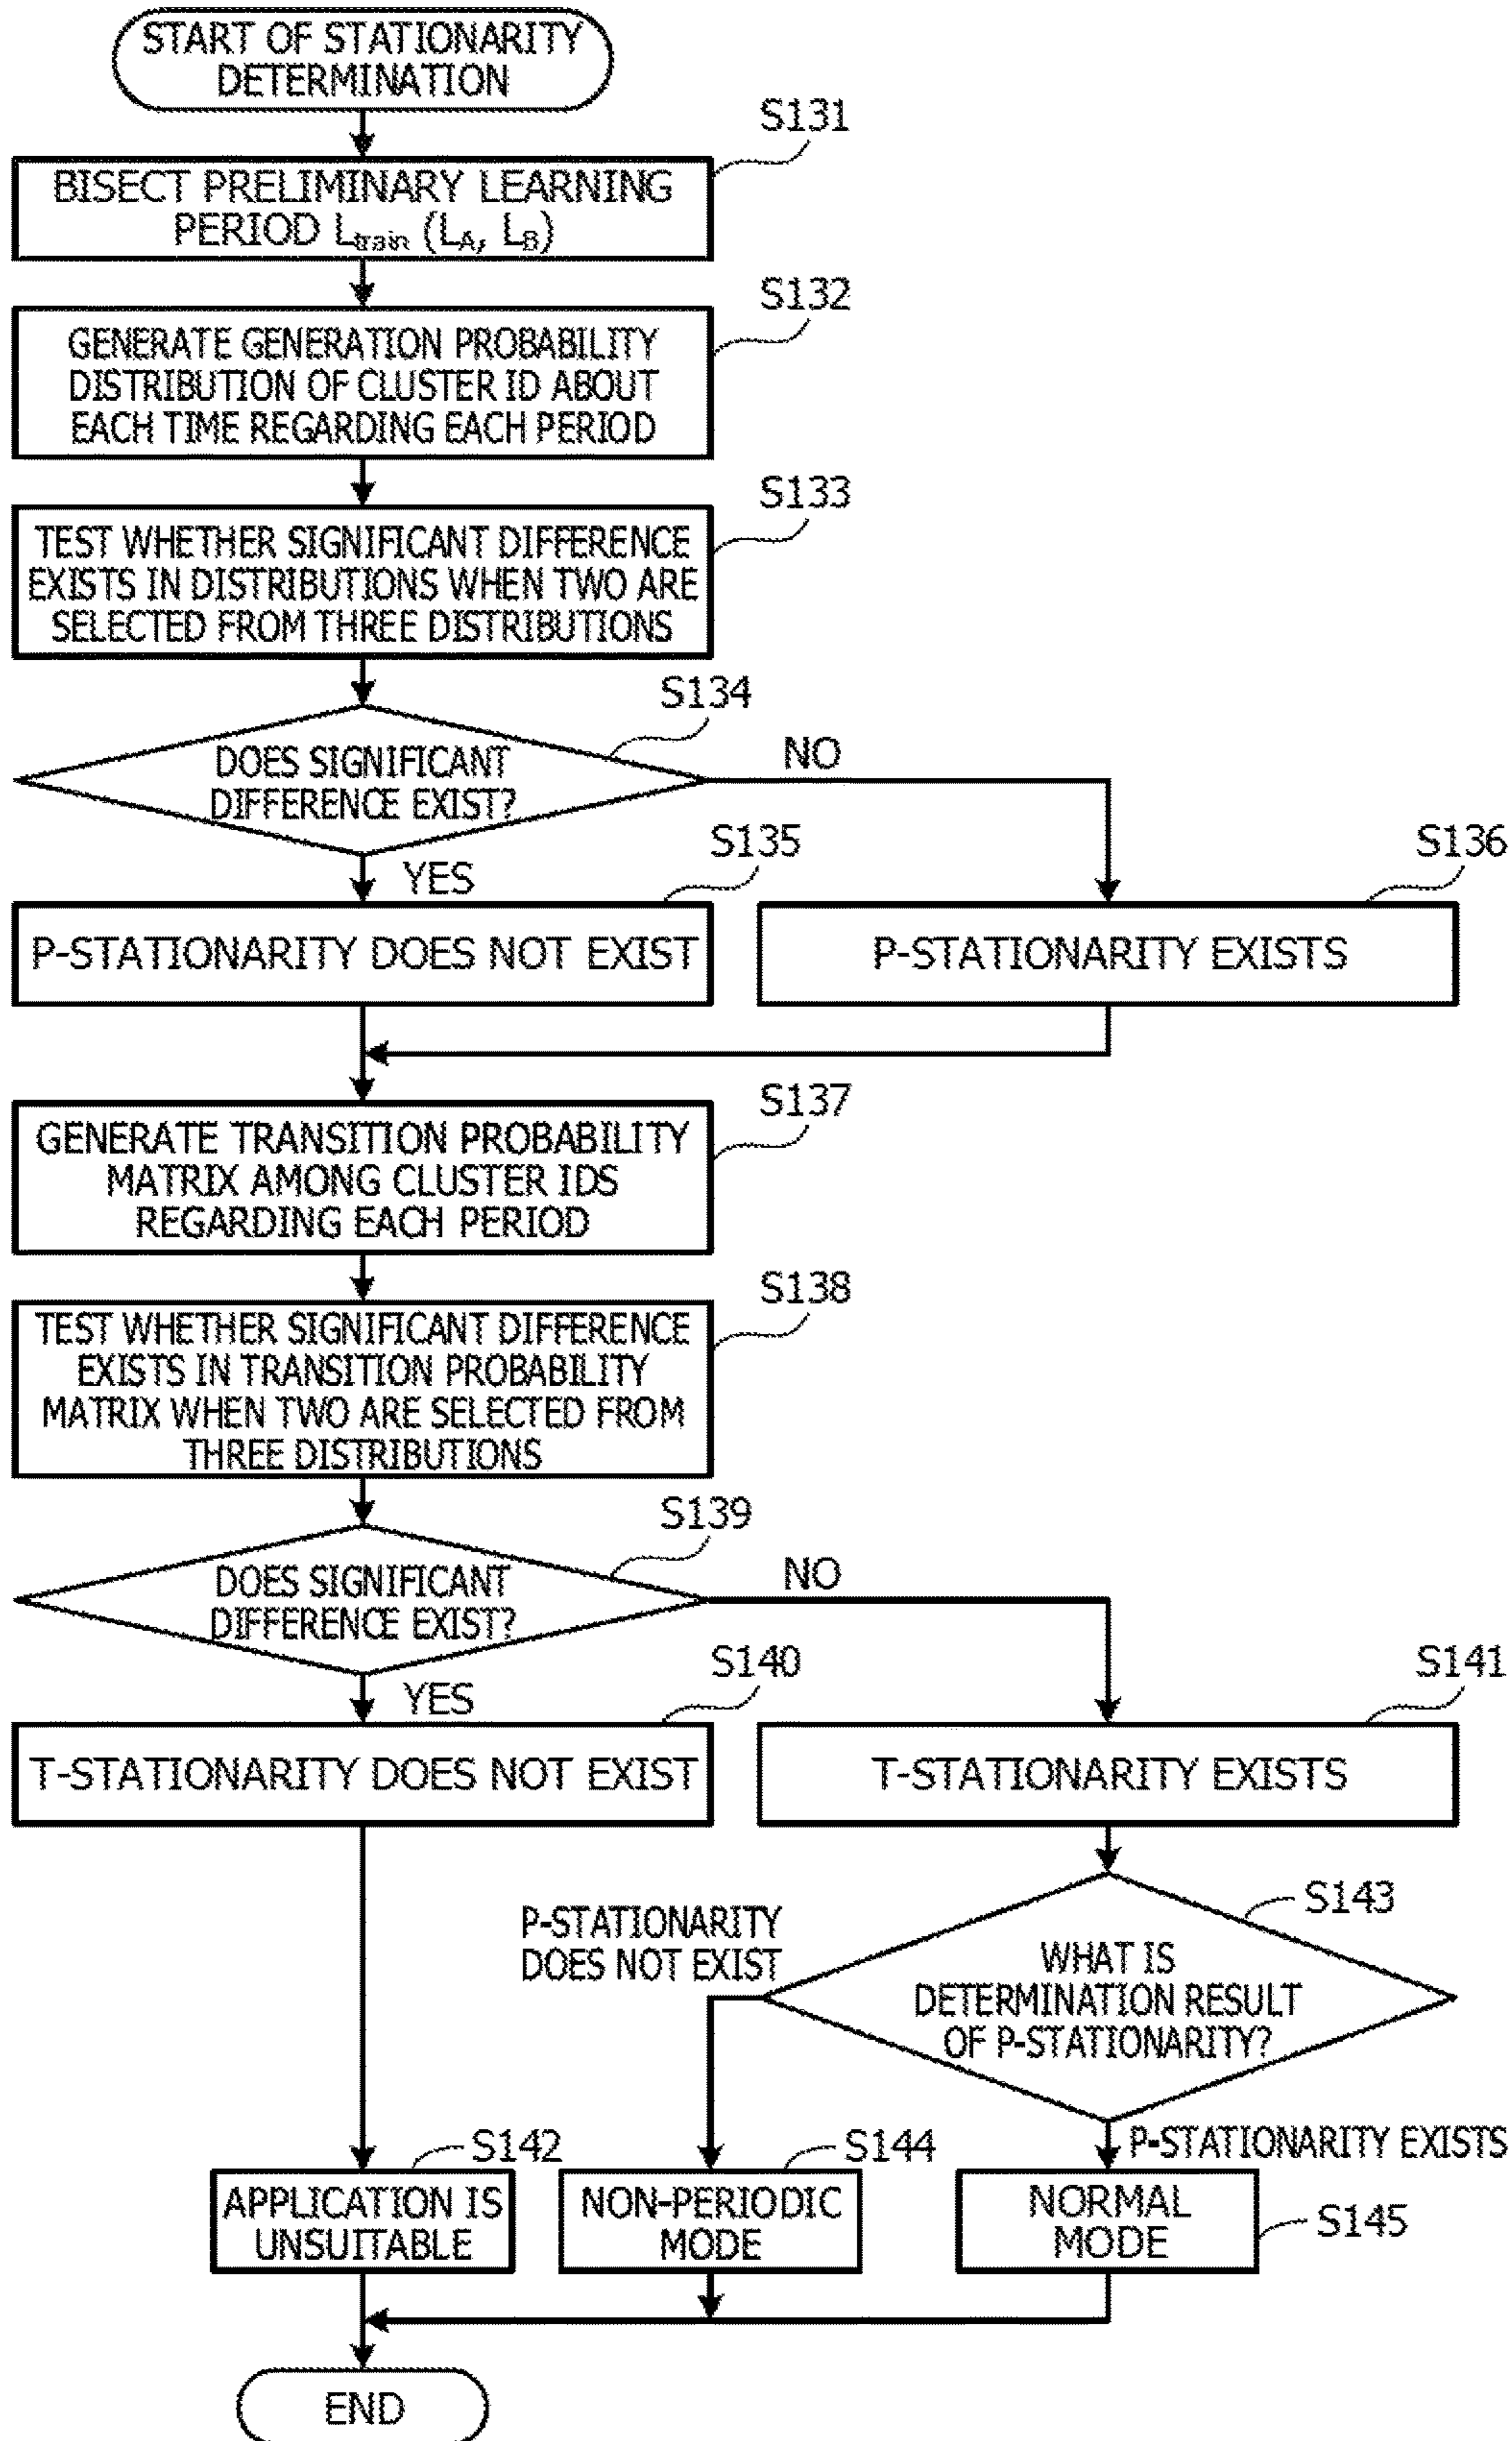 START OF STATIONARITY
DETERMINATION
S131
BISECT PRELIMINARY LEARNING
PERIOD Ltrain (LA, LB)
S132
GENERATE GENERATION PROBABILITY
DISTRIBUTION OF CLUSTER ID ABOUT
EACH TIME REGARDING EACH PERIOD
S133
TEST WHETHER SIGNIFICANT DIFFERENCE
EXISTS IN DISTRIBUTIONS WHEN TWO ARE
SELECTED FROM THREE DISTRIBUTIONS
S134
DOES SIGNIFICANT
DIFFERENCE EXIST?
NO
YES
S135
S136
P-STATIONARITY DOES NOT EXIST
P-STATIONARITY EXISTS
S137
GENERATE TRANSITION PROBABILITY
MATRIX AMONG CLUSTER IDS
REGARDING EACH PERIOD
S138
TEST WHETHER SIGNIFICANT DIFFERENCE
EXISTS IN TRANSITION PROBABILITY
MATRIX WHEN TWO ARE SELECTED FROM
THREE DISTRIBUTIONS
S139
DOES SIGNIFICANT
DIFFERENCE EXIST?
NO
YES
S140
S141
T-STATIONARITY DOES NOT EXIST
T-STATIONARITY EXISTS
S143
P-STATIONARITY
DOES NOT EXIST
WHAT IS
DETERMINATION RESULT
OF P-STATIONARITY?
P-STATIONARITY EXISTS
S142
APPLICATION IS
UNSUITABLE
S144
NON-PERIODIC
MODE
NORMAL
MODE
S145
END